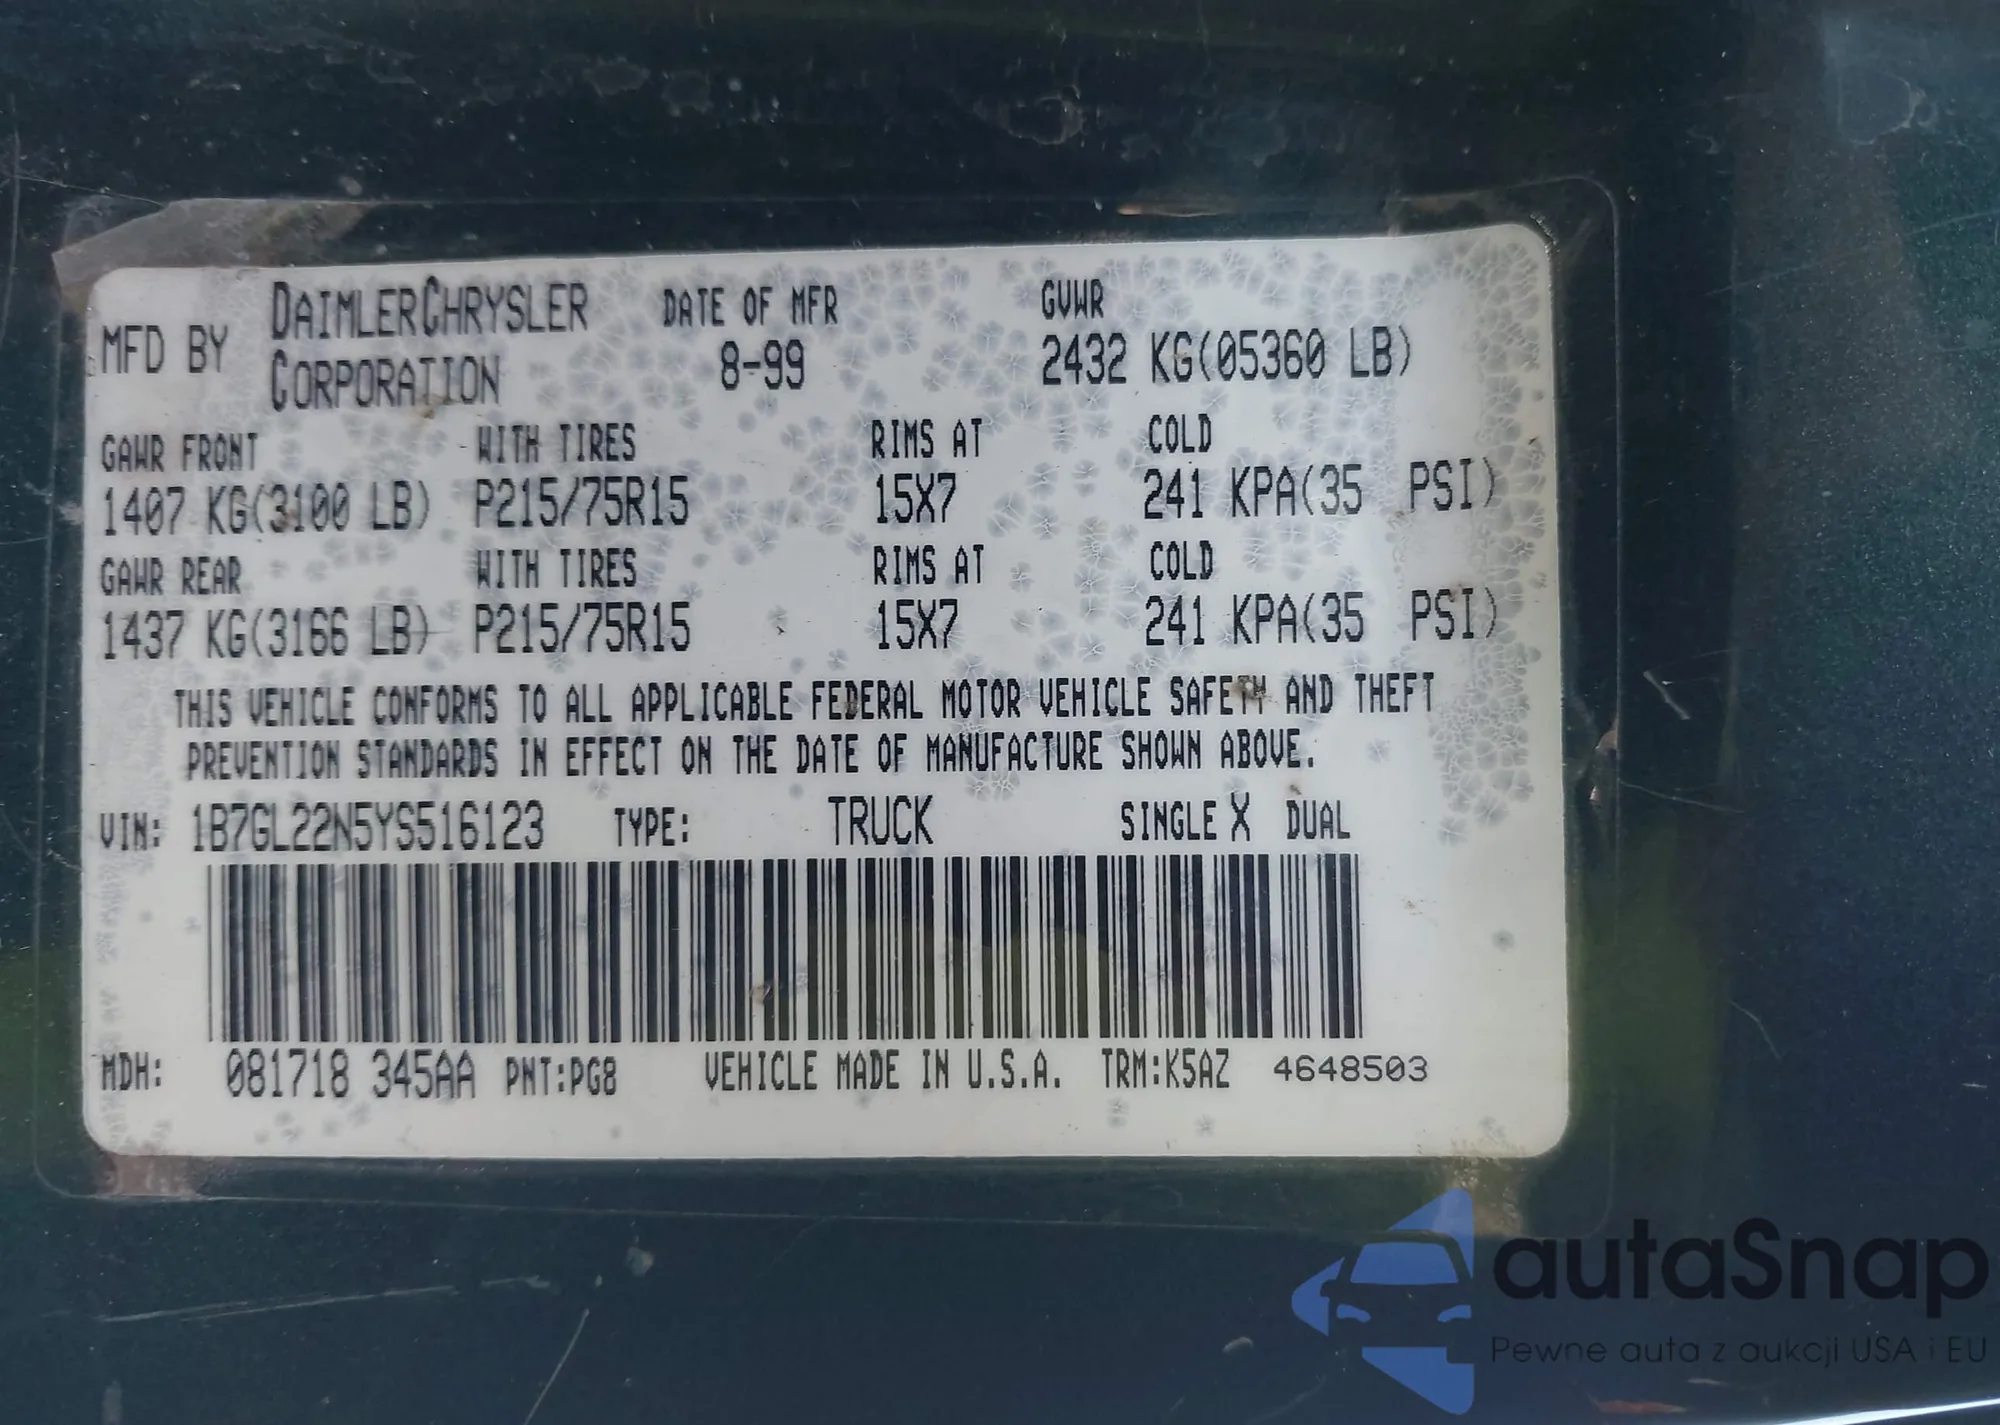 MFD BY DAIMLERCHRYSLER CORPORATION DATE OF MFR 8-99 GVWR 2432 KG(05360 LB)
GAWR FRONT WITH TIRES RIMS AT COLD
1407 KG(3100 LB) P215/75R15 15X7 241 KPA(35 PSI)
GAWR REAR WITH TIRES RIMS AT COLD
1437 KG(3166 LB) P215/75R15 15X7 241 KPA(35 PSI)
THIS VEHICLE CONFORMS TO ALL APPLICABLE FEDERAL MOTOR VEHICLE SAFETY AND THEFT
PREVENTION STANDARDS IN EFFECT ON THE DATE OF MANUFACTURE SHOWN ABOVE.
VIN: 1B7GL22N5YS516123 TYPE: TRUCK SINGLE X DUAL
MDH: 081718 345AA PNT:PG8 VEHICLE MADE IN U.S.A. TRM:K5AZ 4648503
autaSnap
Pewne auta z aukcji USA i EU